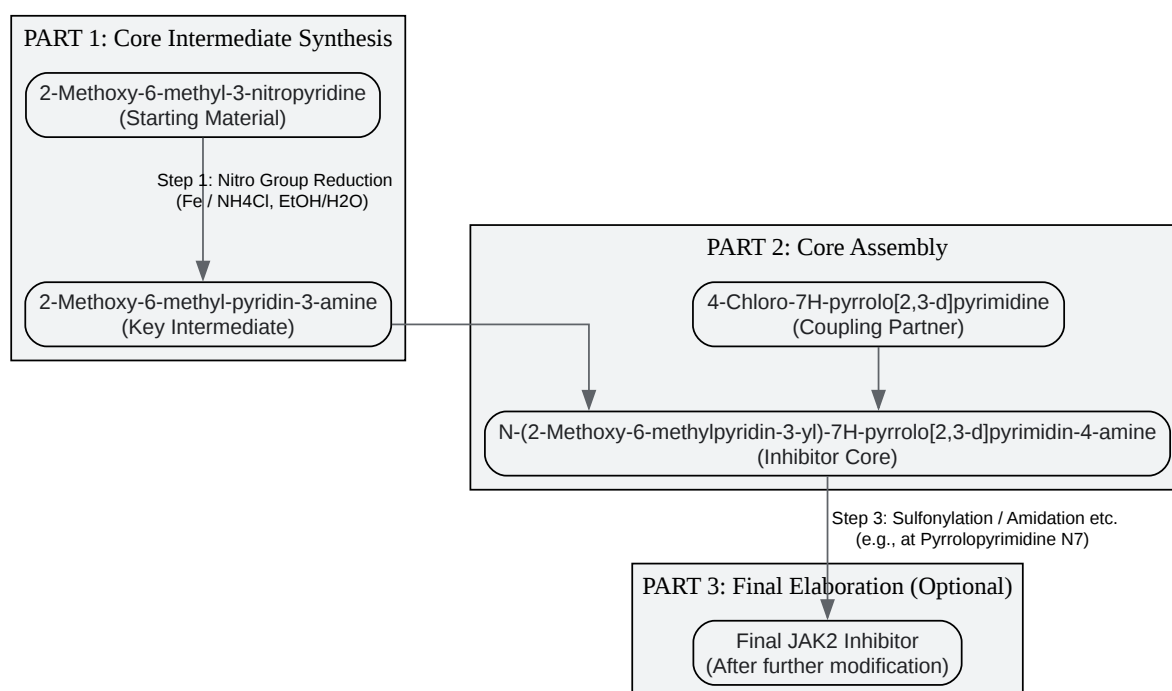 PART 1: Core Intermediate Synthesis
2-Methoxy-6-methyl-3-nitropyridine
(Starting Material)
Step 1: Nitro Group Reduction
(Fe / NH4Cl, EtOH/H2O)
2-Methoxy-6-methyl-pyridin-3-amine
(Key Intermediate)
PART 2: Core Assembly
4-Chloro-7H-pyrrolo[2,3-d]pyrimidine
(Coupling Partner)
N-(2-Methoxy-6-methylpyridin-3-yl)-7H-pyrrolo[2,3-d]pyrimidin-4-amine
(Inhibitor Core)
Step 3: Sulfonylation / Amidation etc.
(e.g., at Pyrrolopyrimidine N7)
PART 3: Final Elaboration (Optional)
Final JAK2 Inhibitor
(After further modification)